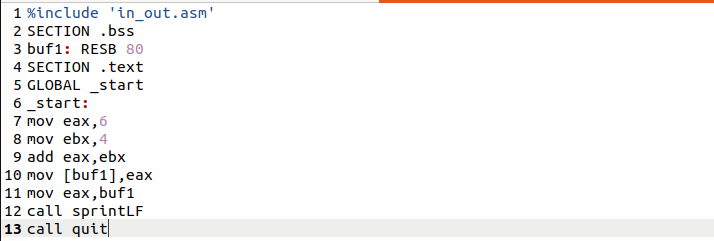 1 %include 'in_out.asm'
2 SECTION .bss
3 buf1: RESB 80
4 SECTION .text
5 GLOBAL _start
6 _start:
7 mov eax,6
8 mov ebx,4
9 add eax,ebx
10 mov [buf1],eax
11 mov eax,buf1
12 call sprintLF
13 call quit